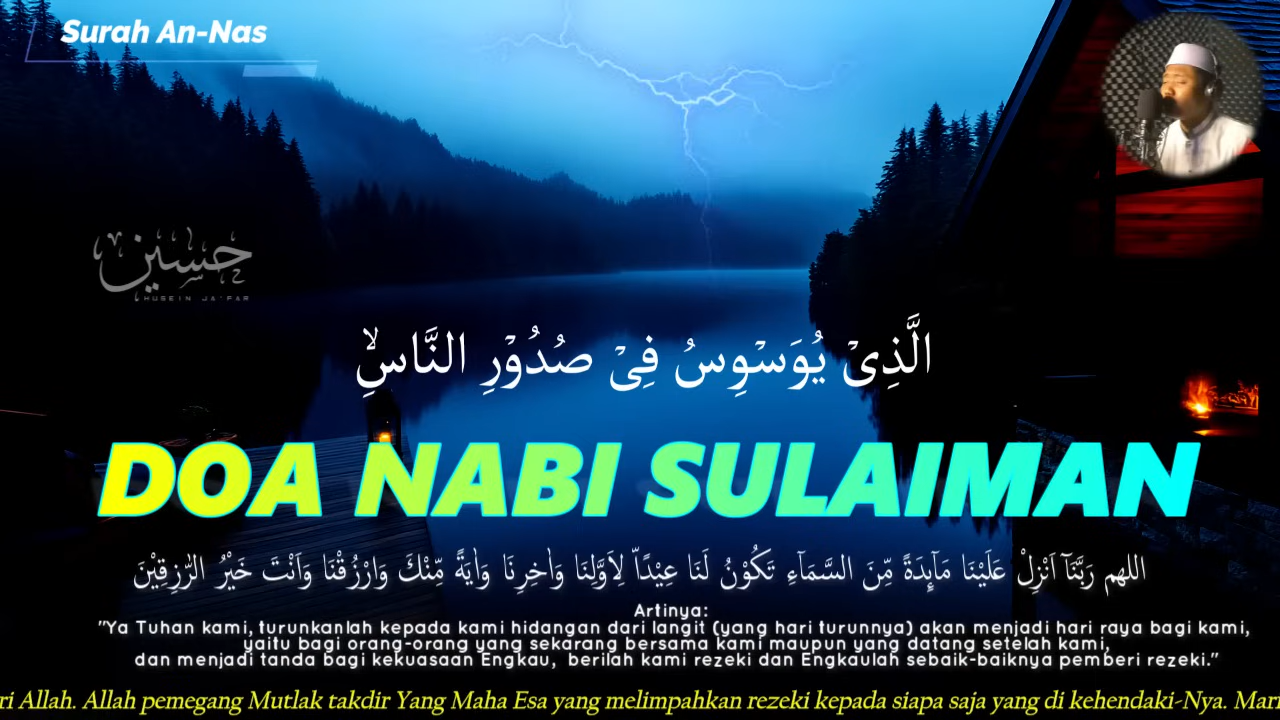 Surah An-Nas
حسين
HUSEIN JA'FAR
الَّذِيْ يُوَسْوِسُ فِيْ صُدُوْرِ النَّاسِۙ
DOA NABI SULAIMAN
اللهم رَبَّنَآ اَنْزِلْ عَلَيْنَا مَآىِٕدَةً مِّنَ السَّمَآءِ تَكُوْنُ لَنَا عِيْدًا لِّاَوَّلِنَا وَاٰخِرِنَا وَاٰيَةً مِّنْكَ وَارْزُقْنَا وَاَنْتَ خَيْرُ الرّٰزِقِيْنَ
Artinya:
"Ya Tuhan kami, turunkanlah kepada kami hidangan dari langit (yang hari turunnya) akan menjadi hari raya bagi kami,
yaitu bagi orang-orang yang sekarang bersama kami maupun yang datang setelah kami,
dan menjadi tanda bagi kekuasaan Engkau, berilah kami rezeki dan Engkaulah sebaik-baiknya pemberi rezeki."
ri Allah. Allah pemegang Mutlak takdir Yang Maha Esa yang melimpahkan rezeki kepada siapa saja yang di kehendaki-Nya. Man